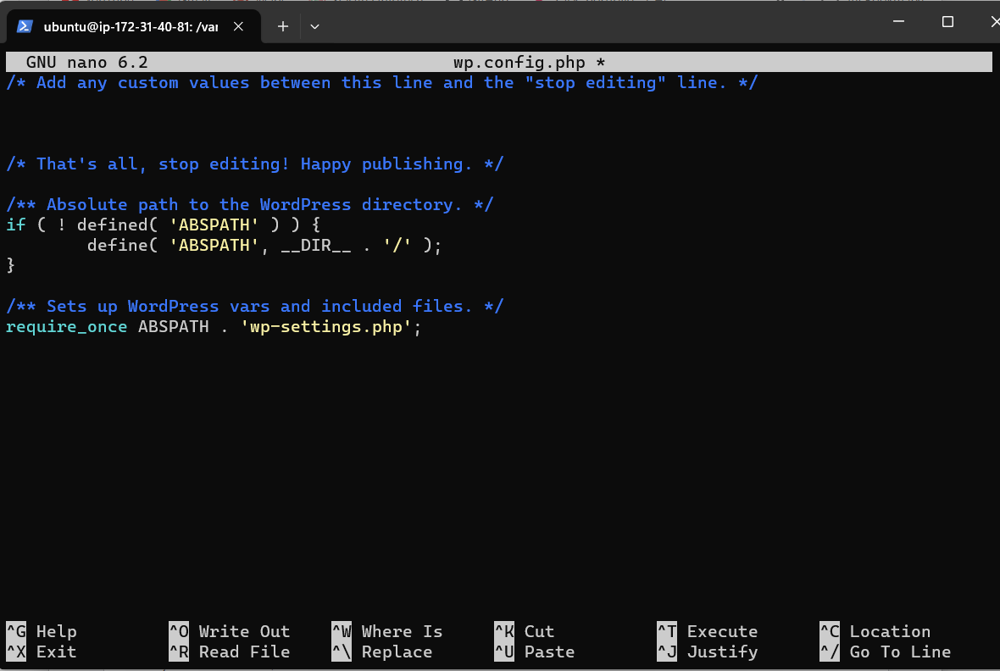 ubuntu@ip-172-31-40-81: /var
GNU nano 6.2 wp.config.php *
/* Add any custom values between this line and the "stop editing" line. */
/* That's all, stop editing! Happy publishing. */
/** Absolute path to the WordPress directory. */
if ( ! defined( 'ABSPATH' ) ) {
        define( 'ABSPATH', __DIR__ . '/' );
}
/** Sets up WordPress vars and included files. */
require_once ABSPATH . 'wp-settings.php';
^G Help ^O Write Out ^W Where Is ^K Cut ^T Execute ^C Location
^X Exit ^R Read File ^\ Replace ^U Paste ^J Justify ^/ Go To Line